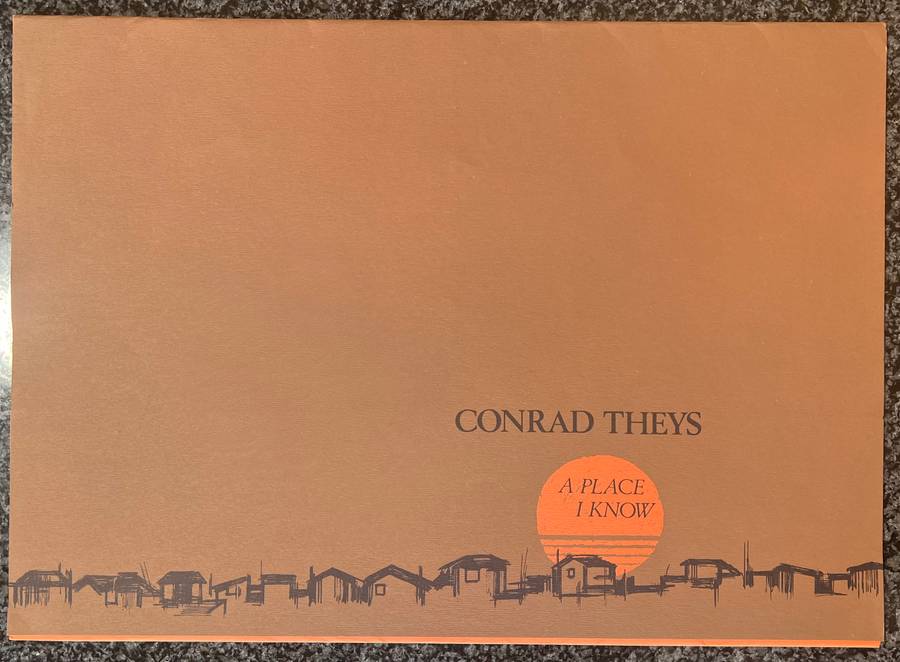 CONRAD THEYS
A PLACE
I KNOW